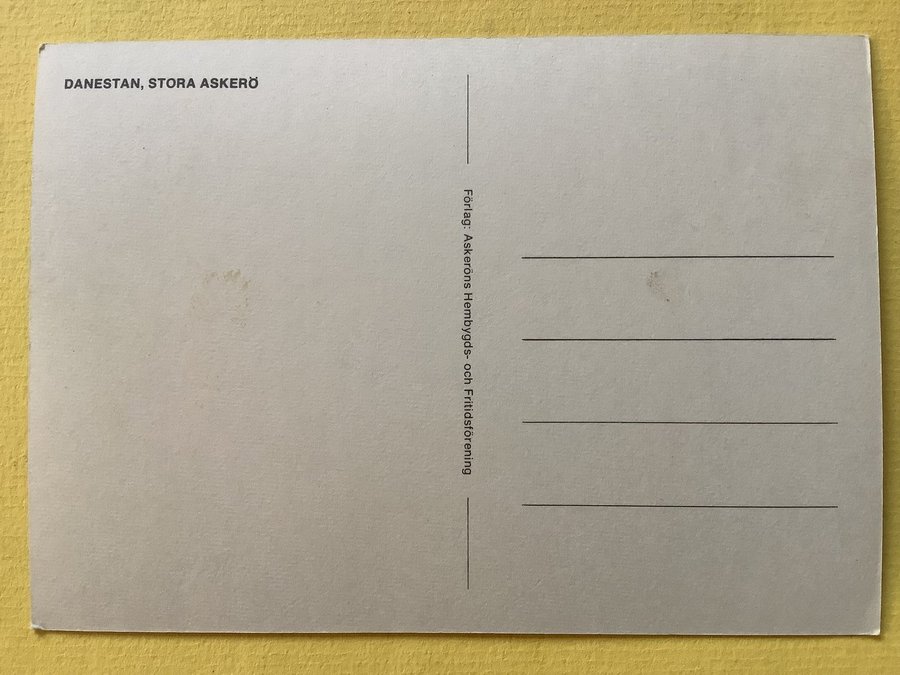 DANESTAN, STORA ASKERÖ
Förlag: Askeröns Hembygds- och Fritidsförening